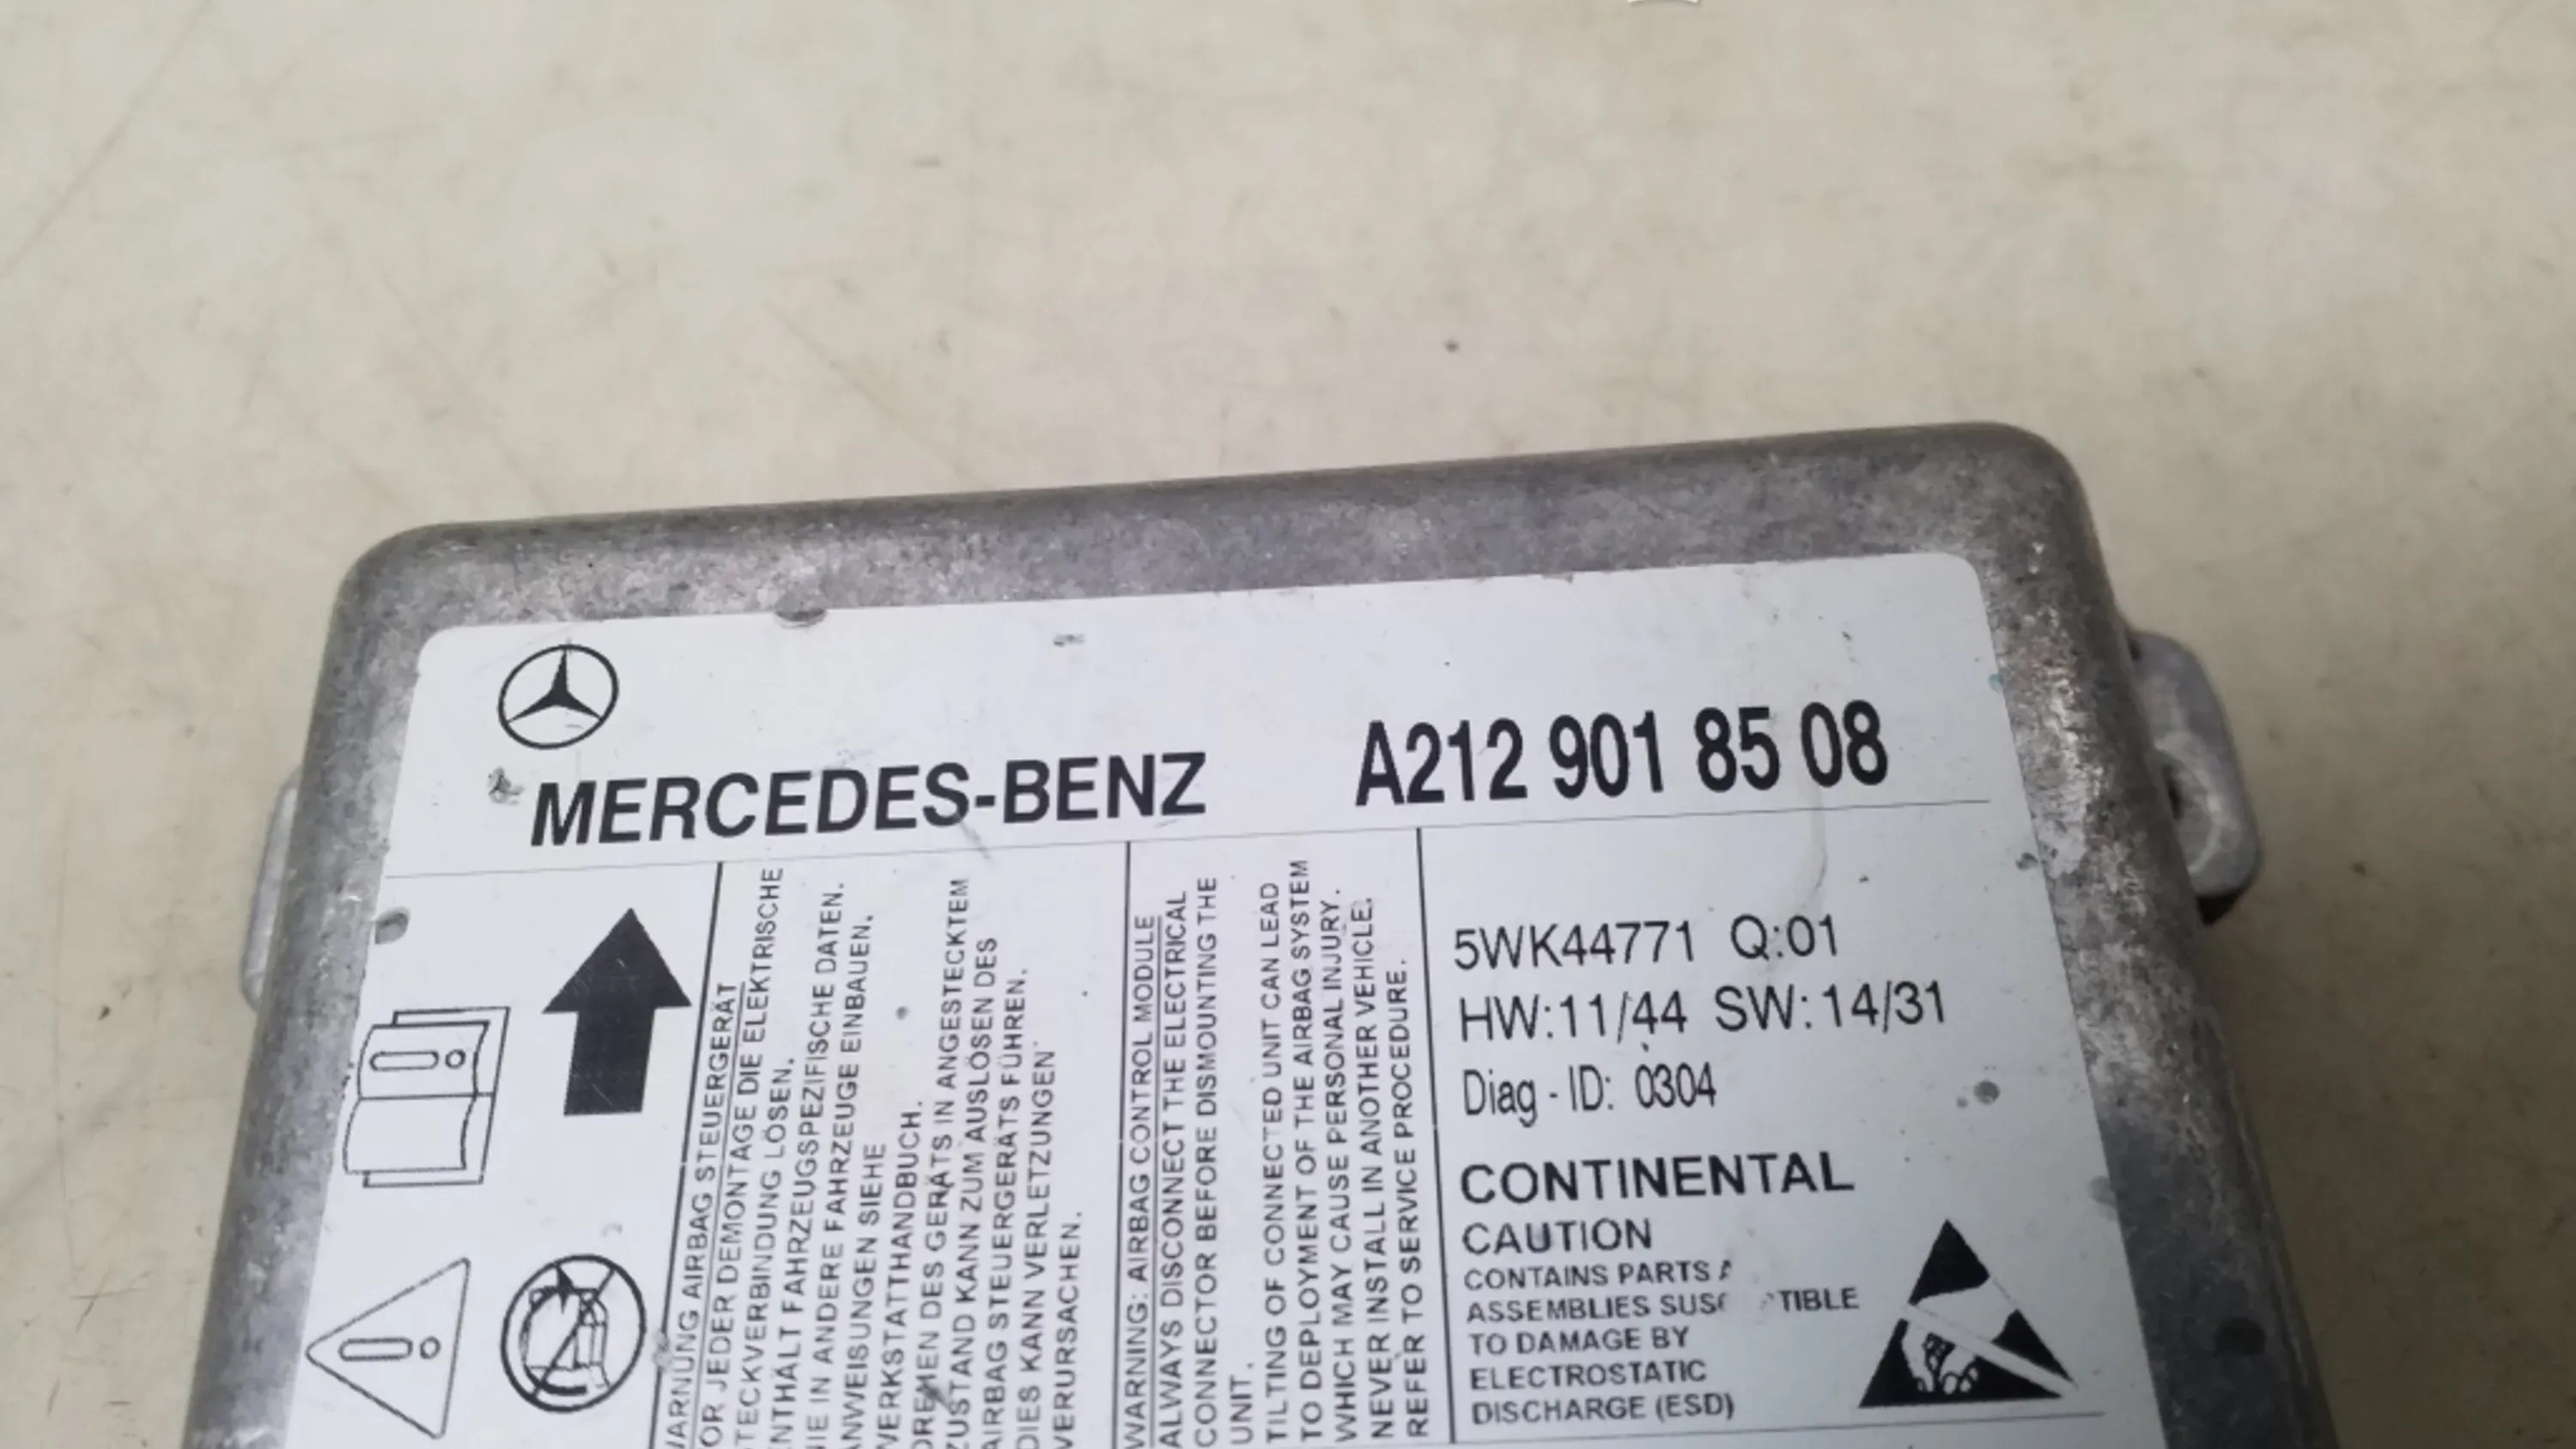 MERCEDES-BENZ
A212 901 85 08
WARNUNG AIRBAG STEUERGERÄT
VOR JEDER DEMONTAGE DIE ELEKTRISCHE
STECKVERBINDUNG LÖSEN.
ENTHÄLT FAHRZEUGSPEZIFISCHE DATEN.
NIE IN ANDERE FAHRZEUGE EINBAUEN.
ANWEISUNGEN SIEHE
WERKSTATTHANDBUCH.
DREHEN DES GERÄTS IN ANGESTECKTEM
ZUSTAND KANN ZUM AUSLÖSEN DES
AIRBAG STEUERGERÄTS FÜHREN.
DIES KANN VERLETZUNGEN
VERURSACHEN.
WARNING: AIRBAG CONTROL MODULE
ALWAYS DISCONNECT THE ELECTRICAL
CONNECTOR BEFORE DISMOUNTING THE
UNIT.
TILTING OF CONNECTED UNIT CAN LEAD
TO DEPLOYMENT OF THE AIRBAG SYSTEM
WHICH MAY CAUSE PERSONAL INJURY.
NEVER INSTALL IN ANOTHER VEHICLE.
REFER TO SERVICE PROCEDURE.
5WK44771 Q:01
HW:11/44 SW:14/31
Diag - ID: 0304
CONTINENTAL
CAUTION
CONTAINS PARTS
ASSEMBLIES
TO DAMAGE BY
ELECTROSTATIC
DISCHARGE (ESD)